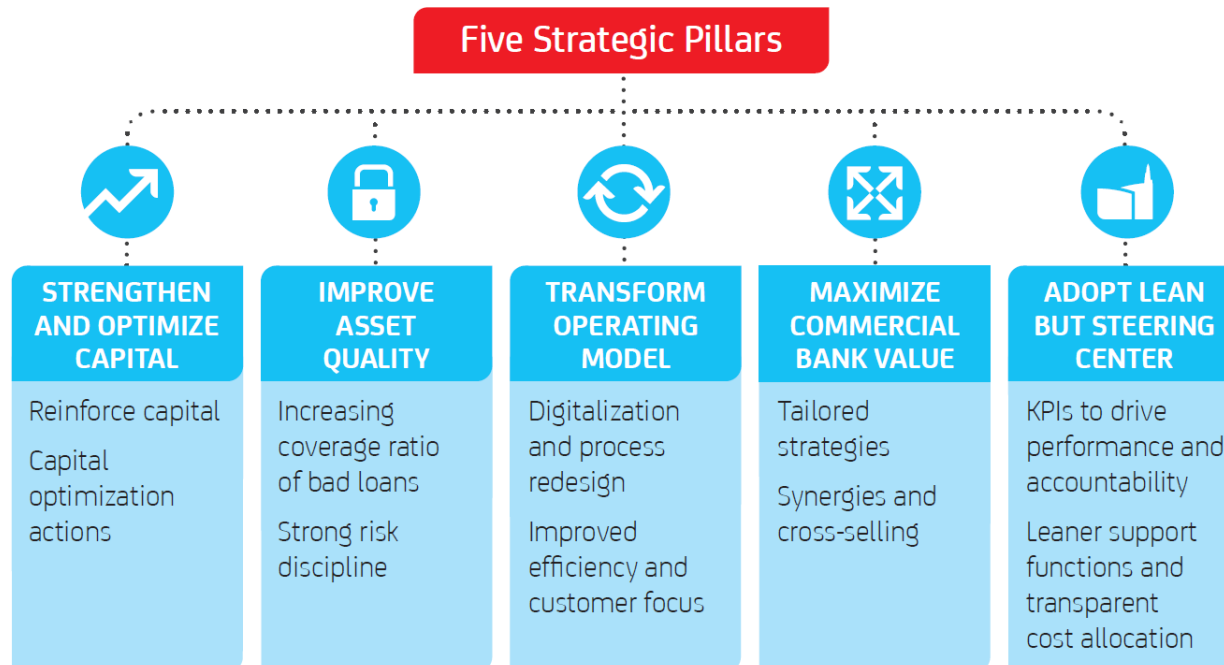 Five Strategic Pillars
STRENGTHEN
AND OPTIMIZE
CAPITAL
Reinforce capital
Capital
optimization
actions
IMPROVE
ASSET
QUALITY
Increasing
coverage ratio
of bad loans
Strong risk
discipline
TRANSFORM
OPERATING
MODEL
Digitalization
and process
redesign
Improved
efficiency and
customer focus
MAXIMIZE
COMMERCIAL
BANK VALUE
Tailored
strategies
Synergies and
cross-selling
ADOPT LEAN
BUT STEERING
CENTER
KPIs to drive
performance and
accountability
Leaner support
functions and
transparent
cost allocation